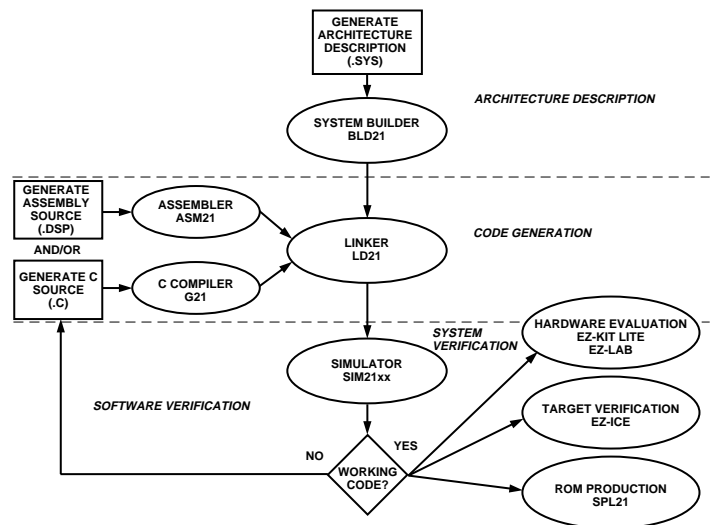 GENERATE
ARCHITECTURE
DESCRIPTION
(.SYS)
ARCHITECTURE DESCRIPTION
SYSTEM BUILDER
BLD21
GENERATE
ASSEMBLY
SOURCE
(.DSP)
ASSEMBLER
ASM21
AND/OR
LINKER
LD21
CODE GENERATION
GENERATE C
SOURCE
(.C)
C COMPILER
G21
SYSTEM
VERIFICATION
HARDWARE EVALUATION
EZ-KIT LITE
EZ-LAB
SIMULATOR
SIM21xx
SOFTWARE VERIFICATION
TARGET VERIFICATION
EZ-ICE
NO
YES
WORKING
CODE?
ROM PRODUCTION
SPL21